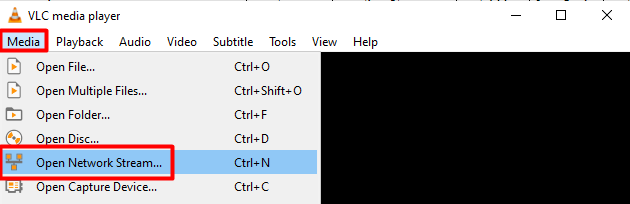 VLC media player
Media Playback Audio Video Subtitle Tools View Help
Open File... Ctrl+O
Open Multiple Files... Ctrl+Shift+O
Open Folder... Ctrl+F
Open Disc... Ctrl+D
Open Network Stream... Ctrl+N
Open Capture Device... Ctrl+C